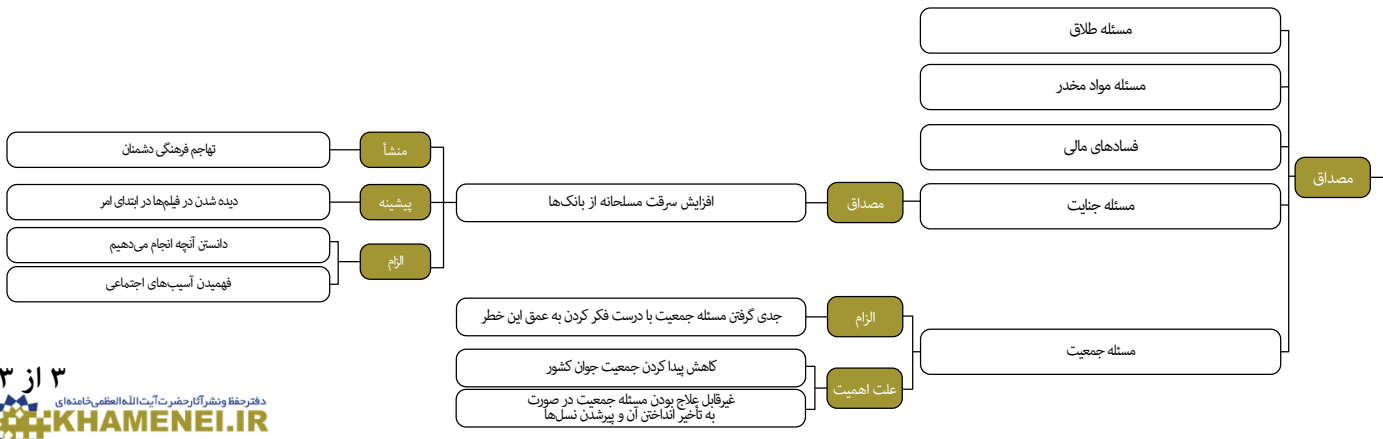 مصداق
مسئله طلاق
مسئله مواد مخدر
فسادهای مالی
مسئله جنایت
مصداق
افزایش سرقت مسلحانه از بانک‌ها
منشأ
تهاجم فرهنگی دشمنان
پیشینه
دیده شدن در فیلم‌ها در ابتدای امر
الزام
دانستن آنچه انجام می‌دهیم
فهمیدن آسیب‌های اجتماعی
مسئله جمعیت
الزام
جدی گرفتن مسئله جمعیت با درست فکر کردن به عمق این خطر
علت اهمیت
کاهش پیدا کردن جمعیت جوان کشور
غیرقابل علاج بودن مسئله جمعیت در صورت
به تأخیر انداختن آن و پیرشدن نسل‌ها
۳ از ۳
دفتر حفظ و نشر آثار حضرت آیت‌الله‌العظمی خامنه‌ای
KHAMENEI.IR